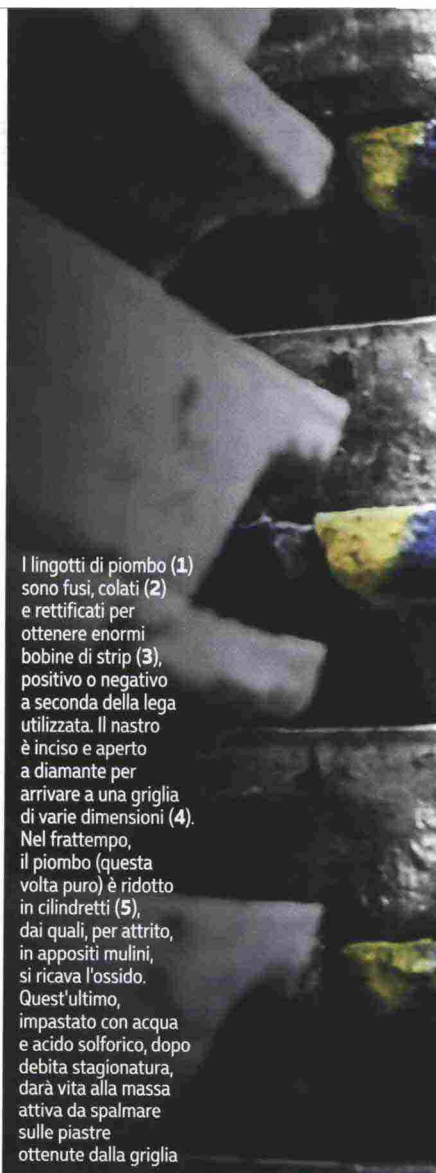 I lingotti di piombo (1)
sono fusi, colati (2)
e rettificati per
ottenere enormi
bobine di strip (3),
positivo o negativo
a seconda della lega
utilizzata. Il nastro
è inciso e aperto
a diamante per
arrivare a una griglia
di varie dimensioni (4).
Nel frattempo,
il piombo (questa
volta puro) è ridotto
in cilindretti (5),
dai quali, per attrito,
in appositi mulini,
si ricava l'ossido.
Quest'ultimo,
impastato con acqua
e acido solforico, dopo
debita stagionatura,
darà vita alla massa
attiva da spalmare
sulle piastre
ottenute dalla griglia